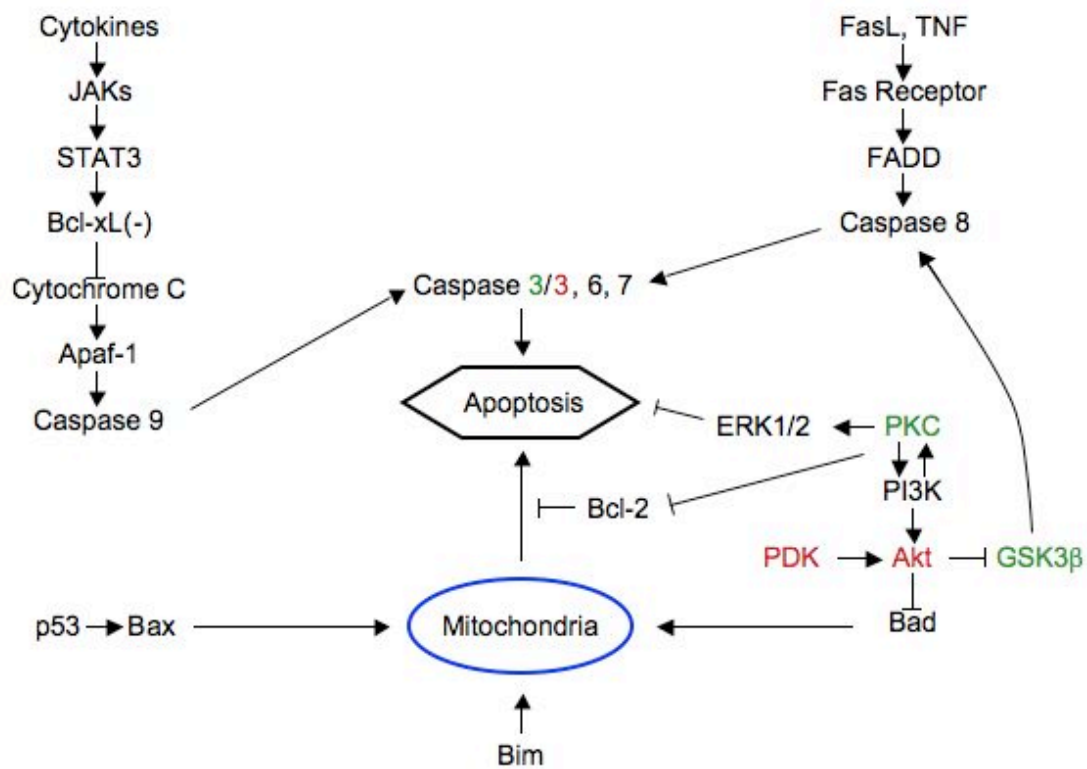 Cytokines
FasL, TNF
JAKs
Fas Receptor
STAT3
FADD
Bcl-xL(-)
Caspase 8
Cytochrome C
Caspase 3/3, 6, 7
Apaf-1
Apoptosis
Caspase 9
ERK1/2
PKC
PI3K
Bcl-2
PDK
Akt
GSK3β
p53
Bax
Mitochondria
Bad
Bim